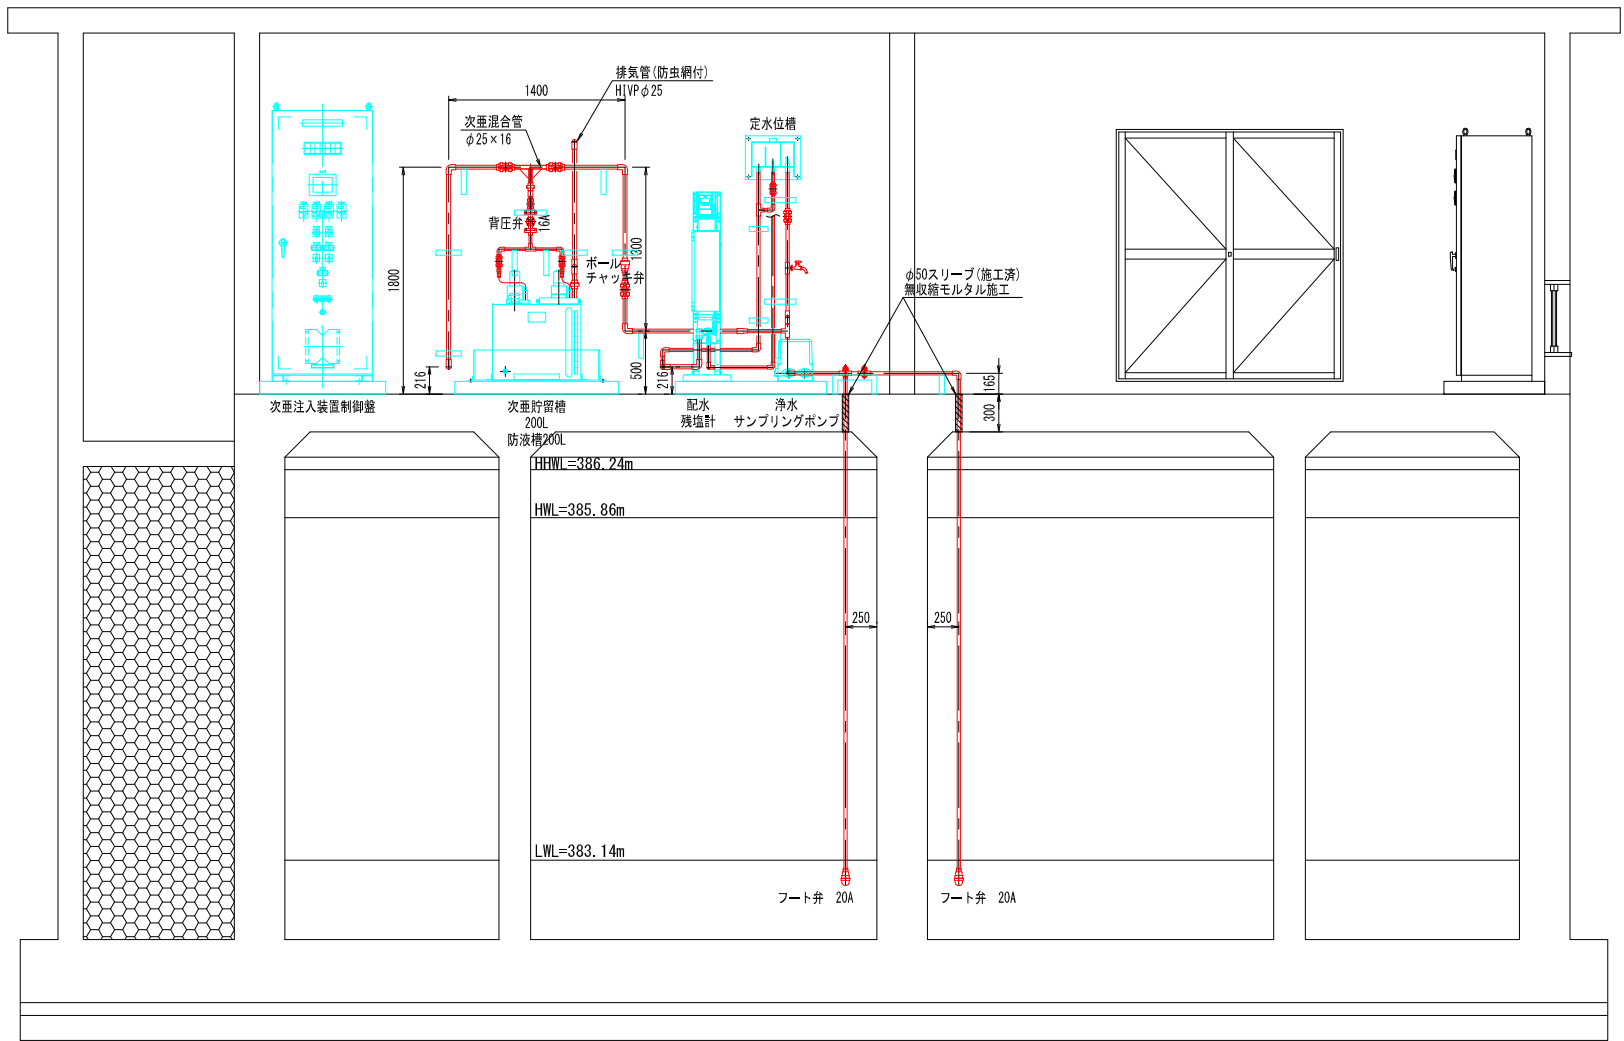 排気管(防虫網付)
HIVPφ25
1400
次亜混合管
φ25×16
定水位槽
背圧弁
16A
1300
1800
ボール
チャッキ弁
φ50スリーブ(施工済)
無収縮モルタル施工
216
500
216
165
300
次亜注入装置制御盤
次亜貯留槽
200L
防液槽200L
配水
残塩計
浄水
サンプリングポンプ
HHWL=386.24m
HWL=385.86m
250
250
LWL=383.14m
フート弁 20A
フート弁 20A